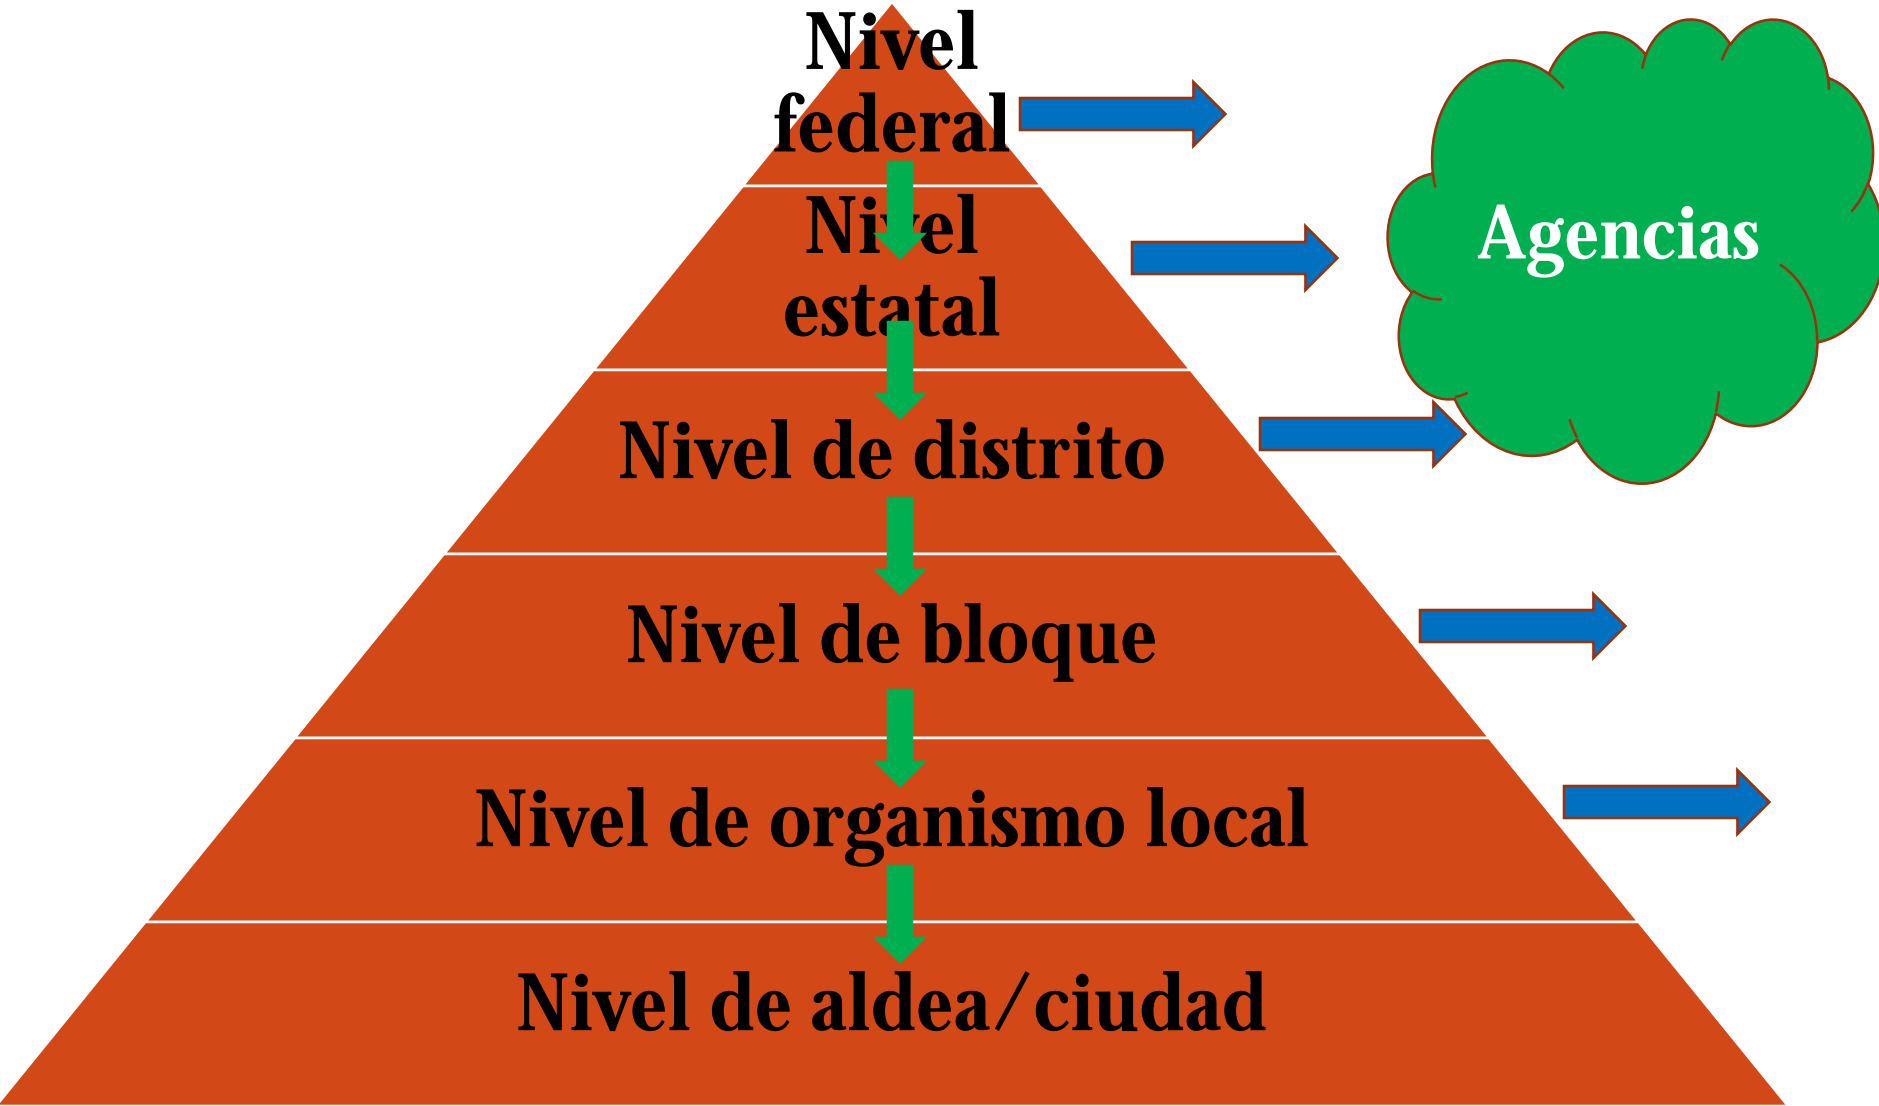 Nivel
federal
Nivel
estatal
Agencias
Nivel de distrito
Nivel de bloque
Nivel de organismo local
Nivel de aldea/ciudad